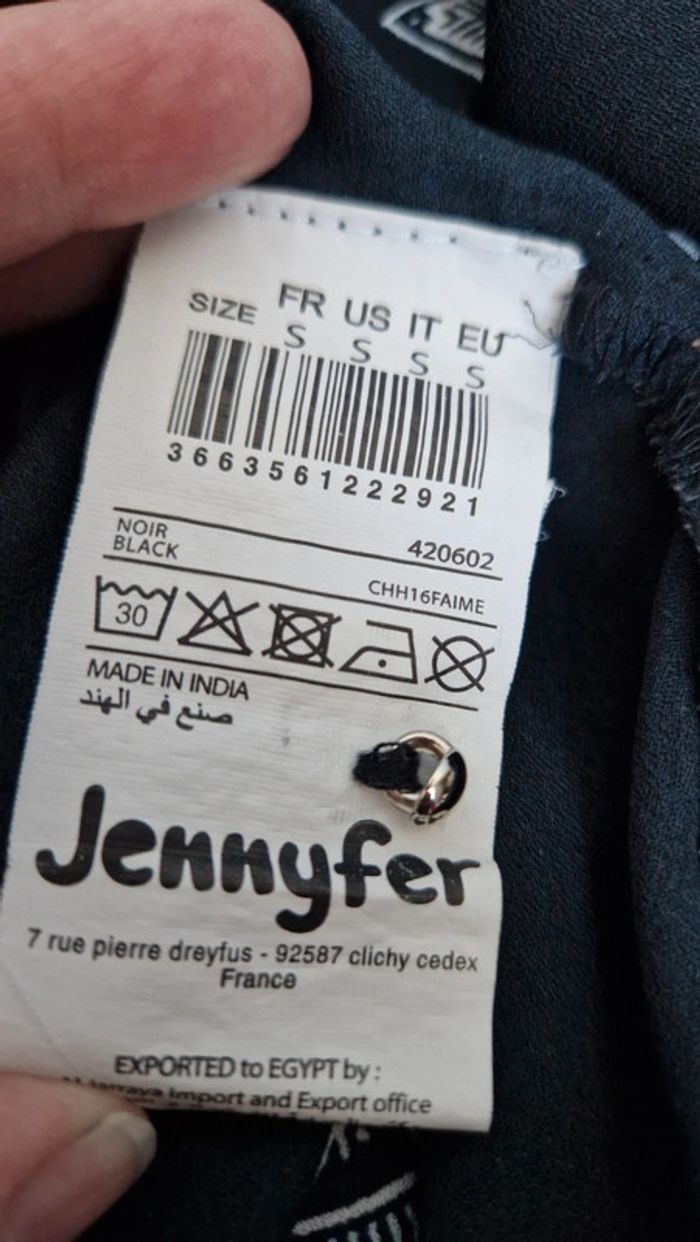 SIZE FR US IT EU
S S S S
3663561222921
NOIR
BLACK
420602
CHH16FAIME
30
MADE IN INDIA
صنع في الهند
Jennyfer
7 rue pierre dreyfus - 92587 clichy cedex
France
EXPORTED to EGYPT by :
Import and Export office